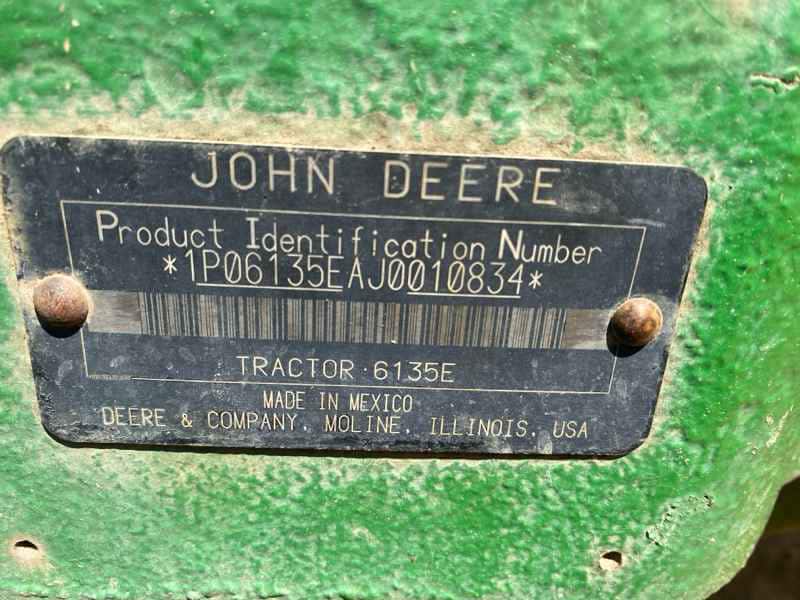 JOHN DEERE
Product Identification Number
*1P06135EAJ0010834*
TRACTOR 6135E
MADE IN MEXICO
DEERE & COMPANY, MOLINE, ILLINOIS, USA